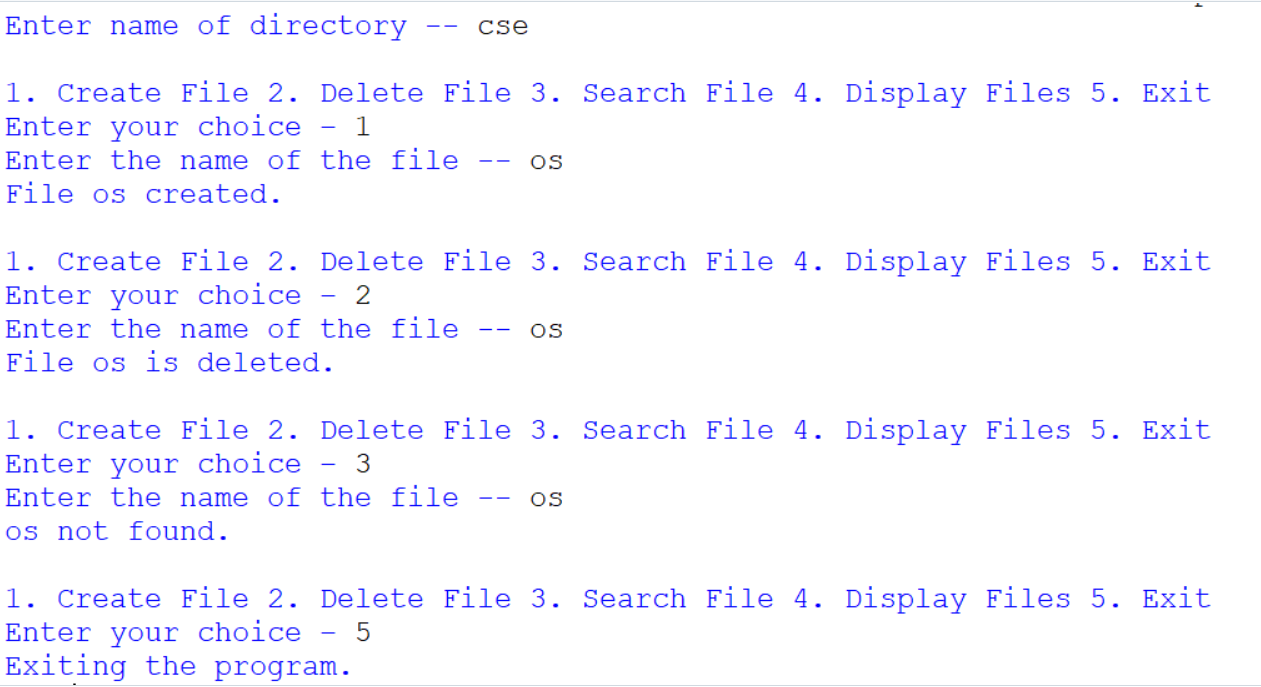 Enter name of directory -- cse
1. Create File 2. Delete File 3. Search File 4. Display Files 5. Exit
Enter your choice - 1
Enter the name of the file -- os
File os created.
1. Create File 2. Delete File 3. Search File 4. Display Files 5. Exit
Enter your choice - 2
Enter the name of the file -- os
File os is deleted.
1. Create File 2. Delete File 3. Search File 4. Display Files 5. Exit
Enter your choice - 3
Enter the name of the file -- os
os not found.
1. Create File 2. Delete File 3. Search File 4. Display Files 5. Exit
Enter your choice - 5
Exiting the program.